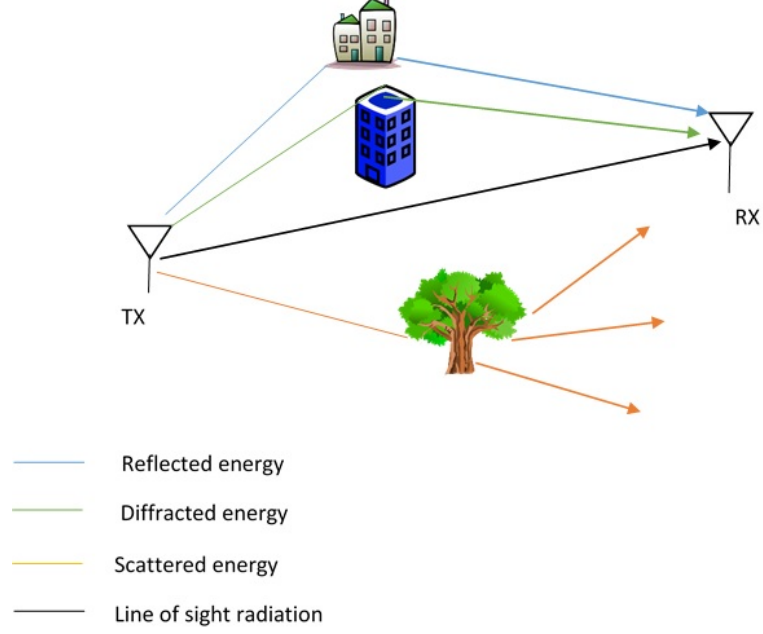 RX
TX
Reflected energy
Diffracted energy
Scattered energy
Line of sight radiation